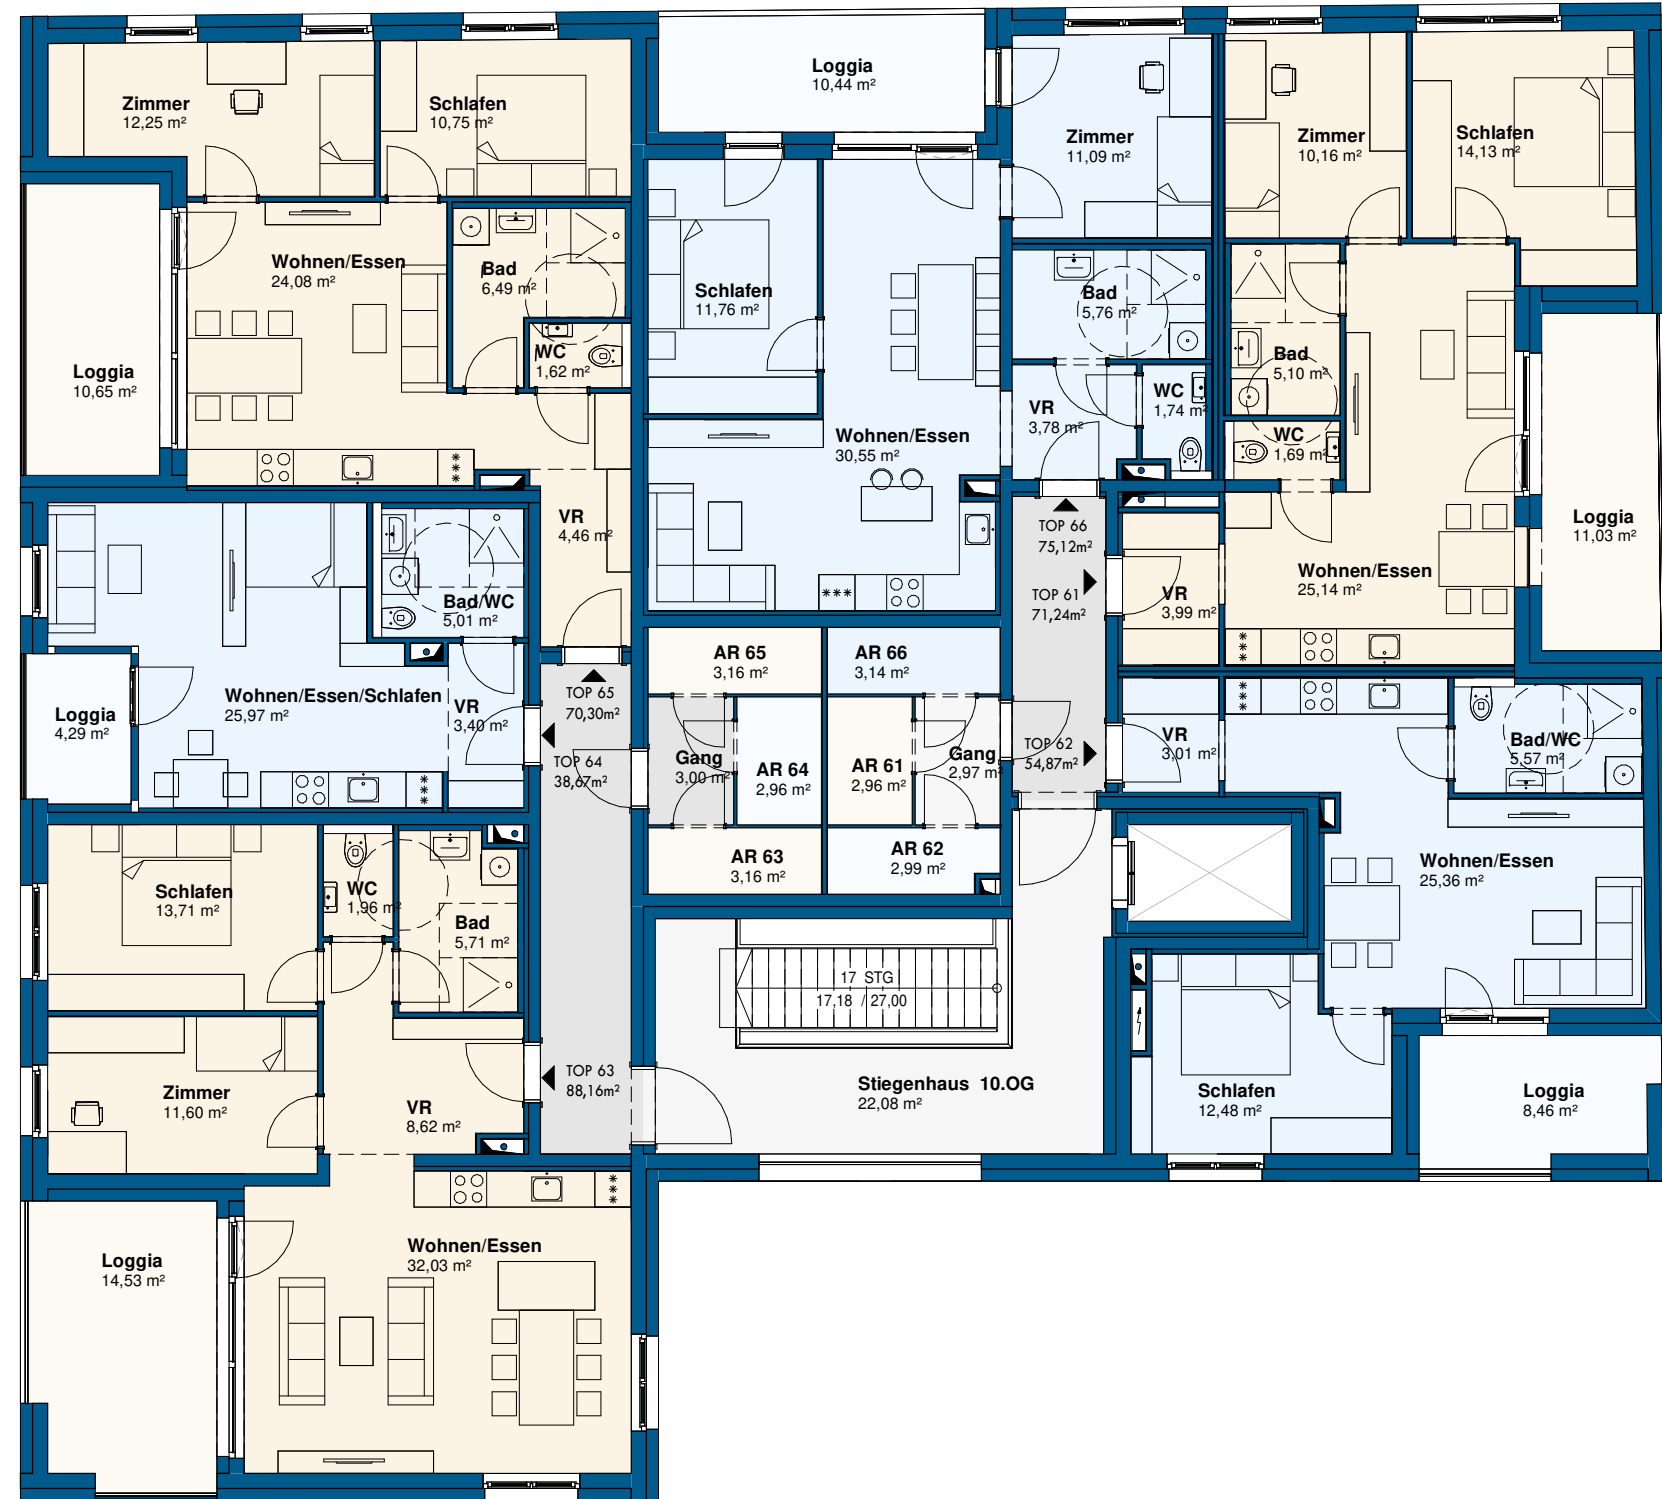 Zimmer
12,25 m²
Schlafen
10,75 m²
Loggia
10,44 m²
Zimmer
11,09 m²
Zimmer
10,16 m²
Schlafen
14,13 m²
Wohnen/Essen
24,08 m²
Bad
6,49 m²
WC
1,62 m²
Loggia
10,65 m²
Schlafen
11,76 m²
Bad
5,76 m²
WC
1,74 m²
VR
3,78 m²
Wohnen/Essen
30,55 m²
Bad
5,10 m²
WC
1,69 m²
Loggia
11,03 m²
VR
4,46 m²
TOP 66
75,12m²
TOP 61
71,24m²
VR
3,99 m²
Wohnen/Essen
25,14 m²
Bad/WC
5,01 m²
Wohnen/Essen/Schlafen
25,97 m²
VR
3,40 m²
Loggia
4,29 m²
TOP 65
70,30m²
TOP 64
38,67m²
AR 65
3,16 m²
AR 66
3,14 m²
Gang
3,00 m²
AR 64
2,96 m²
AR 61
2,96 m²
Gang
2,97 m²
TOP 62
54,87m²
VR
3,01 m²
Bad/WC
5,57 m²
AR 63
3,16 m²
AR 62
2,99 m²
Wohnen/Essen
25,36 m²
Schlafen
13,71 m²
WC
1,96 m²
Bad
5,71 m²
17 STG
17,18 / 27,00
Zimmer
11,60 m²
VR
8,62 m²
TOP 63
88,16m²
Stiegenhaus 10.OG
22,08 m²
Schlafen
12,48 m²
Loggia
8,46 m²
Loggia
14,53 m²
Wohnen/Essen
32,03 m²